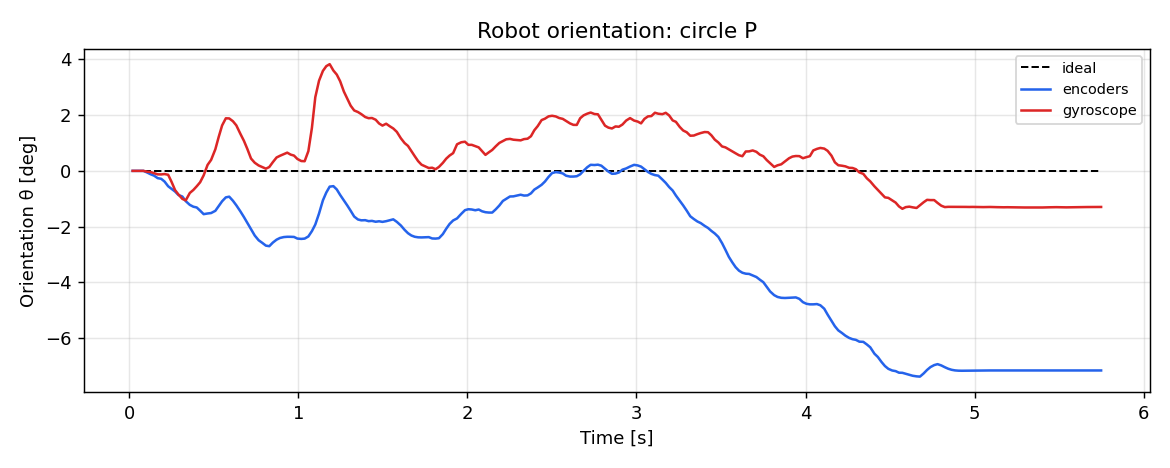 Robot orientation: circle P
Orientation θ [deg]
4
2
0
−2
−4
−6
ideal
encoders
gyroscope
0 1 2 3 4 5 6
Time [s]